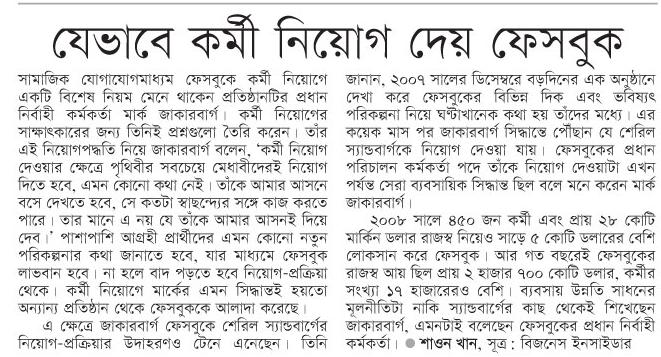 যেভাবে কর্মী নিয়োগ দেয় ফেসবুক
সামাজিক যোগাযোগমাধ্যম ফেসবুকে কর্মী নিয়োগে
একটি বিশেষ নিয়ম মেনে থাকেন প্রতিষ্ঠানটির প্রধান
নির্বাহী কর্মকর্তা মার্ক জাকারবার্গ। কর্মী নিয়োগের
সাক্ষাৎকারের জন্য তিনিই প্রশ্নগুলো তৈরি করেন। তাঁর
এই নিয়োগপদ্ধতি নিয়ে জাকারবার্গ বলেন, ‘কর্মী নিয়োগ
দেওয়ার ক্ষেত্রে পৃথিবীর সবচেয়ে মেধাবীদেরই নিয়োগ
দিতে হবে, এমন কোনো কথা নেই। তাঁকে আমার আসনে
বসে দেখতে হবে, সে কতটা স্বাছন্দ্যের সঙ্গে কাজ করতে
পারে। তার মানে এ নয় যে তাঁকে আমার আসনই দিয়ে
দেব।’ পাশাপাশি আগ্রহী প্রার্থীদের এমন কোনো নতুন
পরিকল্পনার কথা জানাতে হবে, যার মাধ্যমে ফেসবুক
লাভবান হবে। না হলে বাদ পড়তে হবে নিয়োগ-প্রক্রিয়া
থেকে। কর্মী নিয়োগে মার্কের এমন সিদ্ধান্তই হয়তো
অন্যান্য প্রতিষ্ঠান থেকে ফেসবুককে আলাদা করেছে।
এ ক্ষেত্রে জাকারবার্গ ফেসবুকে শেরিল স্যান্ডবার্গের
নিয়োগ-প্রক্রিয়ার উদাহরণও টেনে এনেছেন। তিনি
জানান, ২০০৭ সালের ডিসেম্বরে বড়দিনের এক অনুষ্ঠানে
দেখা করে ফেসবুকের বিভিন্ন দিক এবং ভবিষ্যৎ
পরিকল্পনা নিয়ে ঘণ্টাখানেক কথা হয় তাঁদের মধ্যে। এর
কয়েক মাস পর জাকারবার্গ সিদ্ধান্তে পৌঁছান যে শেরিল
স্যান্ডবার্গকে নিয়োগ দেওয়া যায়। ফেসবুকের প্রধান
পরিচালন কর্মকর্তা পদে তাঁকে নিয়োগ দেওয়াটা এখন
পর্যন্ত সেরা ব্যবসায়িক সিদ্ধান্ত ছিল বলে মনে করেন মার্ক
জাকারবার্গ।
২০০৮ সালে ৪৫০ জন কর্মী এবং প্রায় ২৮ কোটি
মার্কিন ডলার রাজস্ব নিয়েও সাড়ে ৫ কোটি ডলারের বেশি
লোকসান করে ফেসবুক। আর গত বছরেই ফেসবুকের
রাজস্ব আয় ছিল প্রায় ২ হাজার ৭০০ কোটি ডলার, কর্মীর
সংখ্যা ১৭ হাজারেরও বেশি। ব্যবসায় উন্নতি সাধনের
মূলনীতিটা নাকি স্যান্ডবার্গের কাছ থেকেই শিখেছেন
জাকারবার্গ, এমনটাই বলেছেন ফেসবুকের প্রধান নির্বাহী
কর্মকর্তা। ● শাওন খান, সূত্র: বিজনেস ইনসাইডার